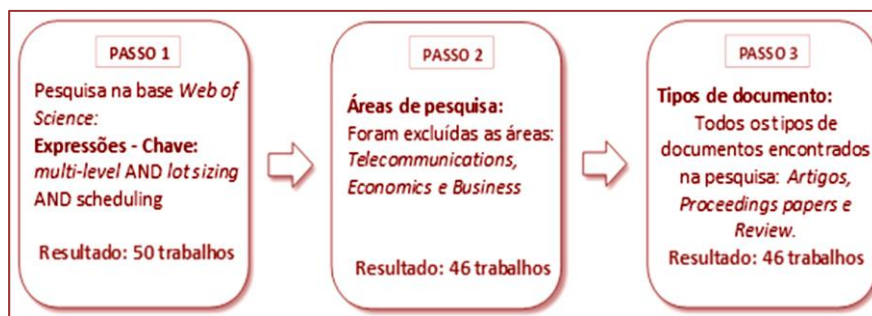 PASSO 1
Pesquisa na base Web of
Science:
Expressões - Chave:
multi-level AND lot sizing
AND scheduling
Resultado: 50 trabalhos
PASSO 2
Áreas de pesquisa:
Foram excluídas as áreas:
Telecommunications,
Economics e Business
Resultado: 46 trabalhos
PASSO 3
Tipos de documento:
Todos os tipos de
documentos encontrados
na pesquisa: Artigos,
Proceedings papers e
Review.
Resultado: 46 trabalhos